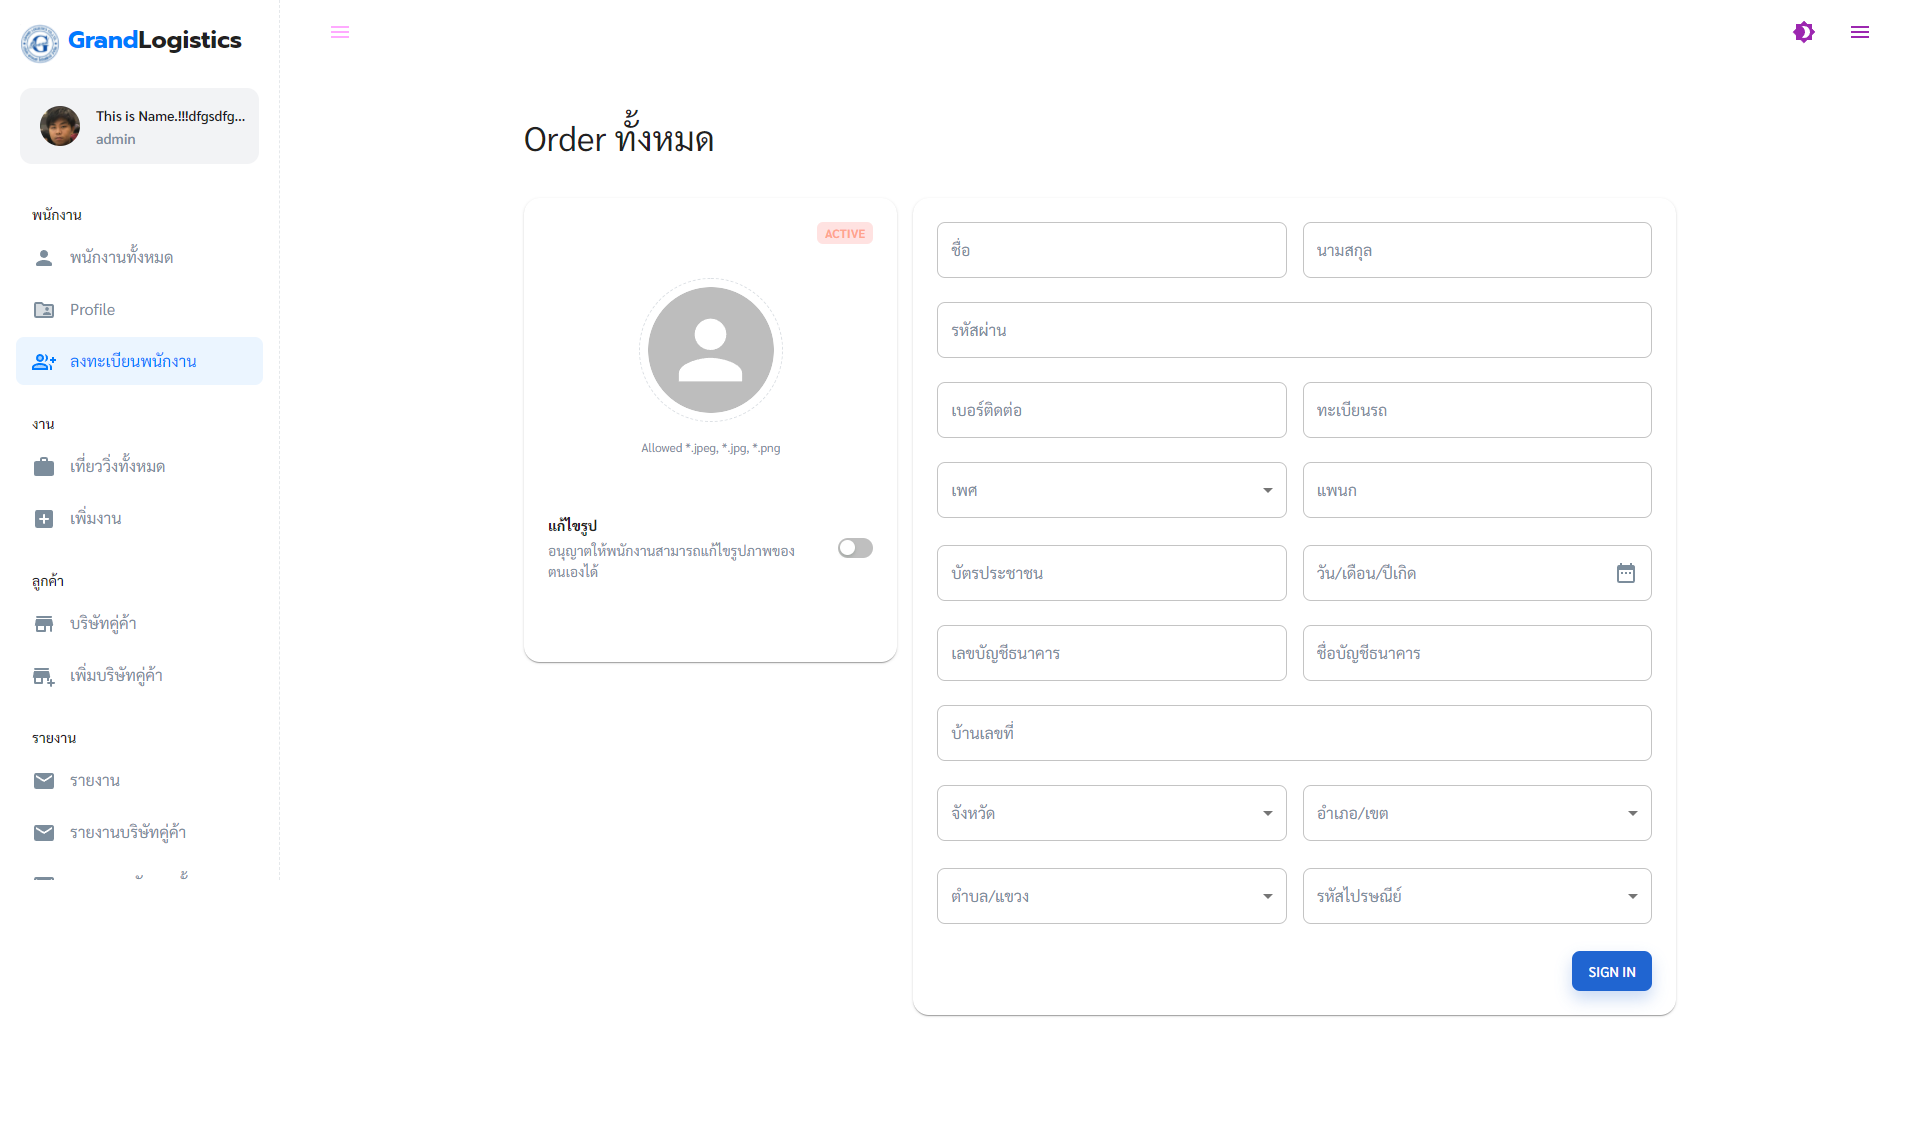 GrandLogistics
This is Name.!!!dfgsdfg...
admin
พนักงาน
พนักงานทั้งหมด
Profile
ลงทะเบียนพนักงาน
งาน
เที่ยววิ่งทั้งหมด
เพิ่มงาน
ลูกค้า
บริษัทคู่ค้า
เพิ่มบริษัทคู่ค้า
รายงาน
รายงาน
รายงานบริษัทคู่ค้า
Order ทั้งหมด
ACTIVE
Allowed *.jpeg, *.jpg, *.png
แก้ไขรูป
อนุญาตให้พนักงานสามารถแก้ไขรูปภาพของ
ตนเองได้
ชื่อ
นามสกุล
รหัสผ่าน
เบอร์ติดต่อ
ทะเบียนรถ
เพศ
แพนก
บัตรประชาชน
วัน/เดือน/ปีเกิด
เลขบัญชีธนาคาร
ชื่อบัญชีธนาคาร
บ้านเลขที่
จังหวัด
อำเภอ/เขต
ตำบล/แขวง
รหัสไปรษณีย์
SIGN IN